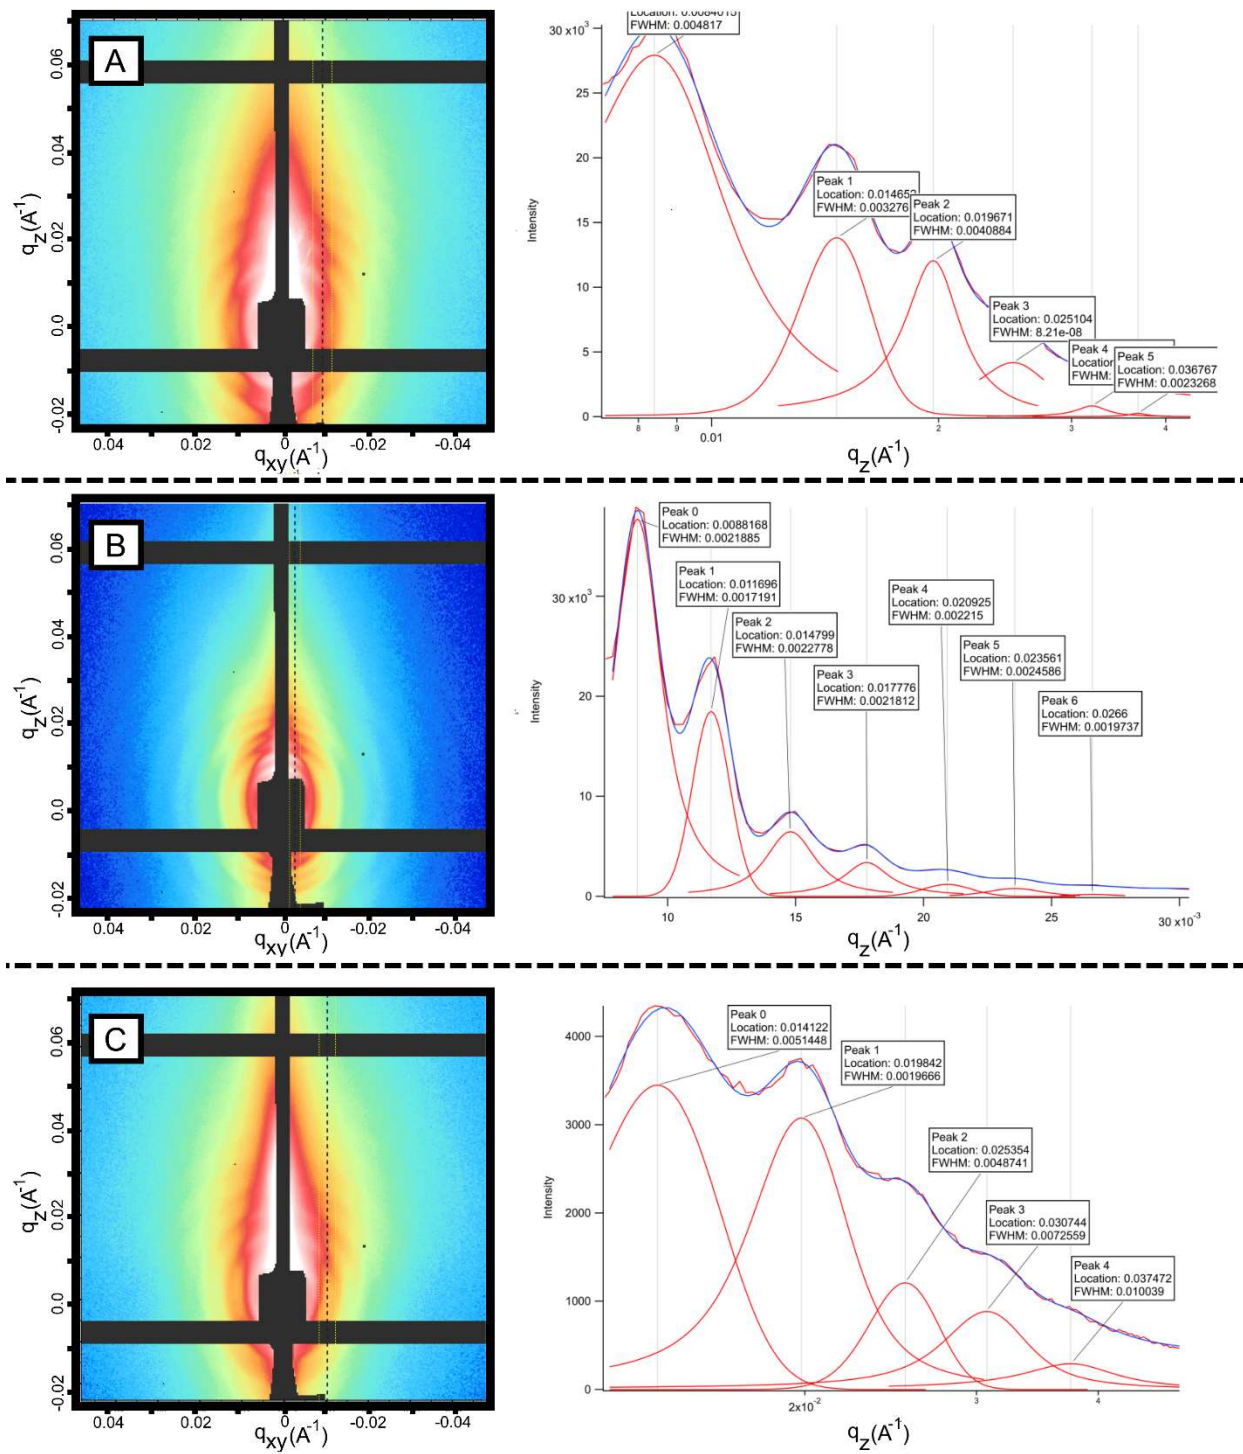 A
0.06
0.04
0.02
0.0
-0.02
q_z(A^-1)
0.04
0.02
0
-0.02
-0.04
q_xy(A^-1)
30 x10^3
25
20
15
10
5
0
Intensity
FWHM: 0.004817
Peak 1
Location: 0.014652
FWHM: 0.003276
Peak 2
Location: 0.019671
FWHM: 0.0040884
Peak 3
Location: 0.025104
FWHM: 8.21e-08
Peak 4
Peak 5
Location: 0.036767
FWHM: 0.0023268
8
9
0.01
2
3
4
q_z(A^-1)
B
0.06
0.04
0.02
0.0
-0.02
q_z(A^-1)
0.04
0.02
0
-0.02
-0.04
q_xy(A^-1)
30 x10^3
20
10
0
Intensity
Peak 0
Location: 0.0088168
FWHM: 0.0021885
Peak 1
Location: 0.011696
FWHM: 0.0017191
Peak 2
Location: 0.014799
FWHM: 0.0022778
Peak 3
Location: 0.017776
FWHM: 0.0021812
Peak 4
Location: 0.020925
FWHM: 0.002215
Peak 5
Location: 0.023561
FWHM: 0.0024586
Peak 6
Location: 0.0266
FWHM: 0.0019737
10
15
20
25
30 x10^-3
q_z(A^-1)
C
0.06
0.04
0.02
0.0
-0.02
q_z(A^-1)
0.04
0.02
0
-0.02
-0.04
q_xy(A^-1)
4000
3000
2000
1000
0
Intensity
Peak 0
Location: 0.014122
FWHM: 0.0051448
Peak 1
Location: 0.019842
FWHM: 0.0019666
Peak 2
Location: 0.025354
FWHM: 0.0048741
Peak 3
Location: 0.030744
FWHM: 0.0072559
Peak 4
Location: 0.037472
FWHM: 0.010039
2x10^-2
3
4
q_z(A^-1)